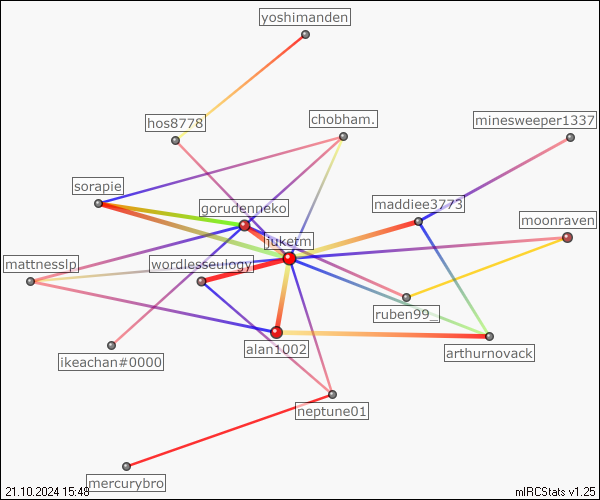 yoshimanden
hos8778
chobham.
minesweeper1337
sorapie
gorudenneko
maddiee3773
moonraven
juketm
mattnesslp
wordlesseulogy
ruben99_
alan1002
arthurnovack
ikeachan#0000
neptune01
mercurybro
21.10.2024 15:48
mIRCStats v1.25